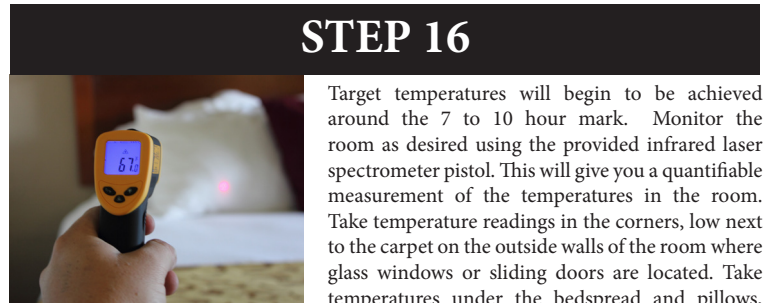 STEP 16
Target temperatures will begin to be achieved
around the 7 to 10 hour mark. Monitor the
room as desired using the provided infrared laser
spectrometer pistol. This will give you a quantifiable
measurement of the temperatures in the room.
Take temperature readings in the corners, low next
to the carpet on the outside walls of the room where
glass windows or sliding doors are located. Take
temperatures under the bedspread and pillows.